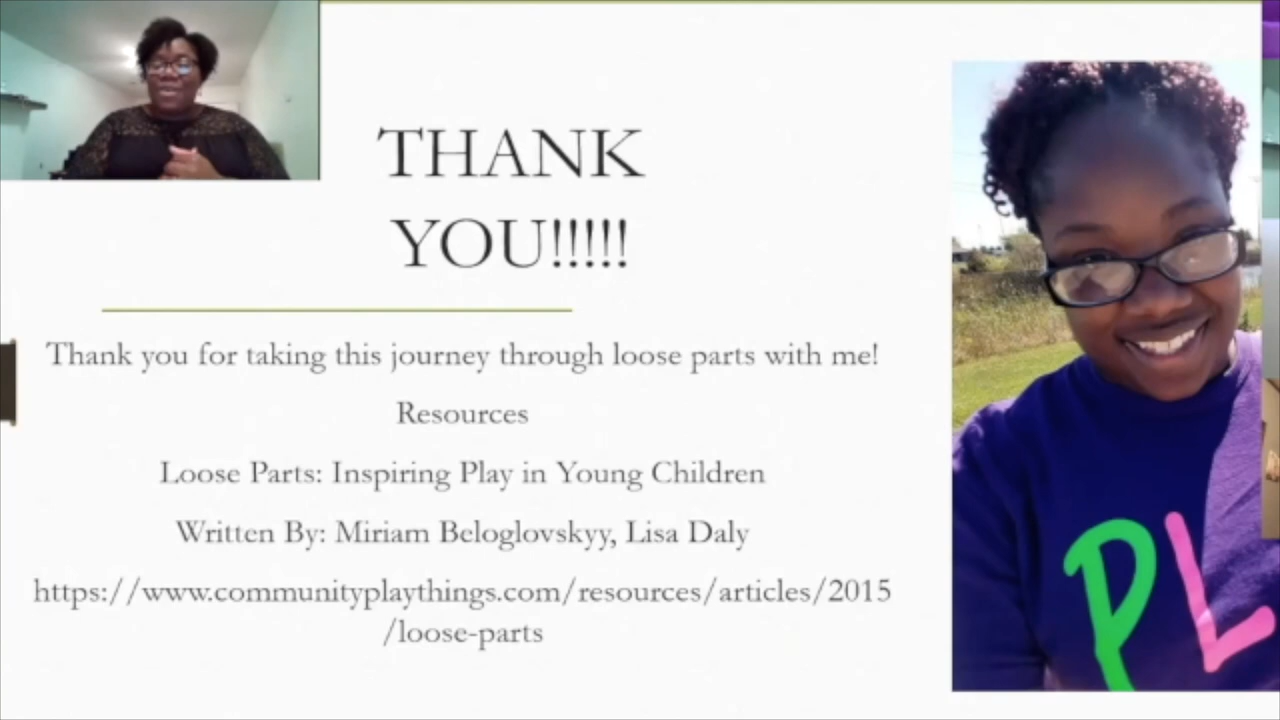 THANK
YOU!!!!!
Thank you for taking this journey through loose parts with me!
Resources
Loose Parts: Inspiring Play in Young Children
Written By: Miriam Beloglovskyy, Lisa Daly
https://www.communityplaythings.com/resources/articles/2015
/loose-parts
PL